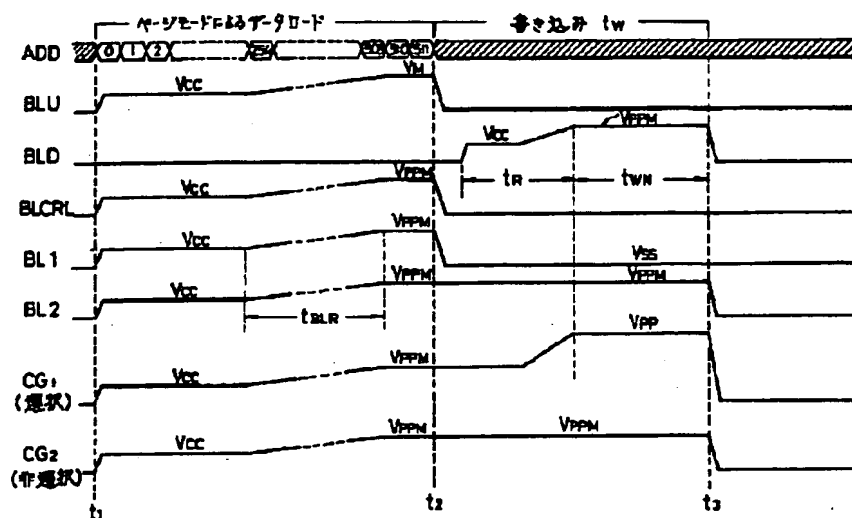 ページモードによるデータロード 書き込み tw
ADD 0 1 2 510 511
BLU VCC VM
BLD VCC VPPM
tR tWN
BLCRL VCC VPPM
BL1 VCC VPPM VSS
BL2 VCC VPPM VPPM
tBLR
CG1 VCC VPPM VPP
(選択)
CG2 VCC VPPM VPPM
(非選択)
t1 t2 t3